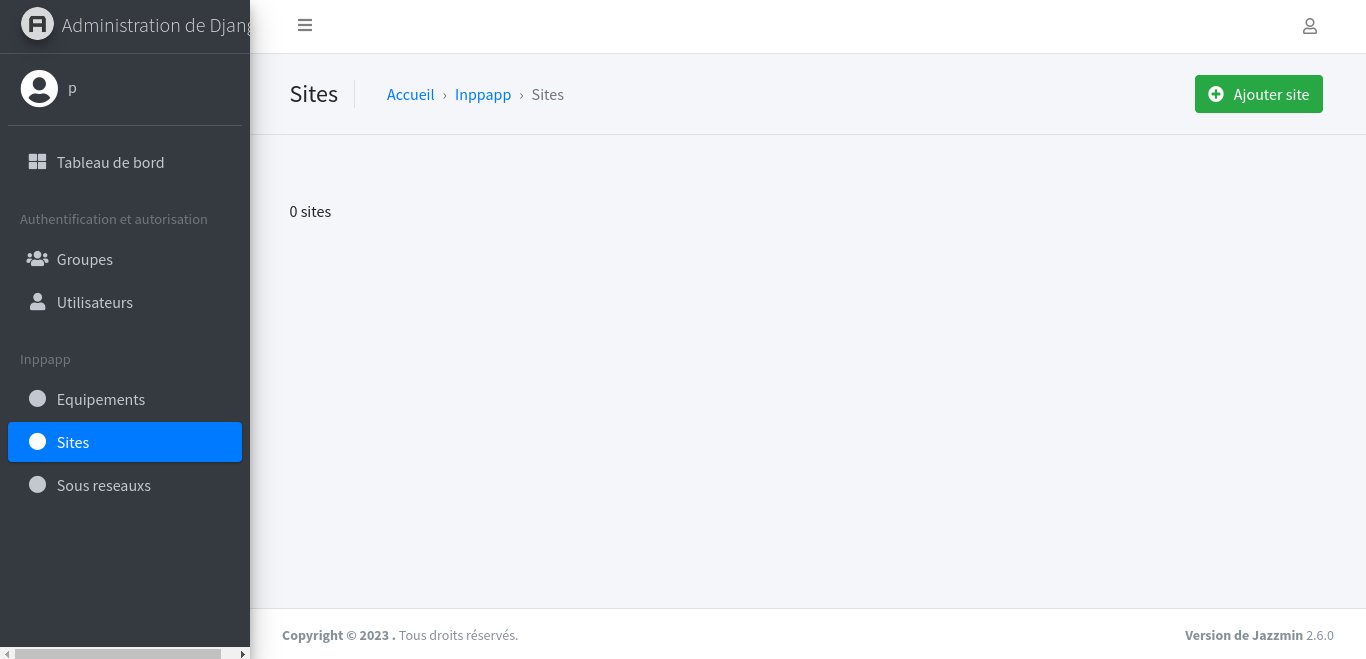 Administration de Djang
p
Tableau de bord
Authentification et autorisation
Groupes
Utilisateurs
Inppapp
Equipements
Sites
Sous reseauxs
Sites
Accueil › Inppapp › Sites
Ajouter site
0 sites
Copyright © 2023 . Tous droits réservés.
Version de Jazzmin 2.6.0